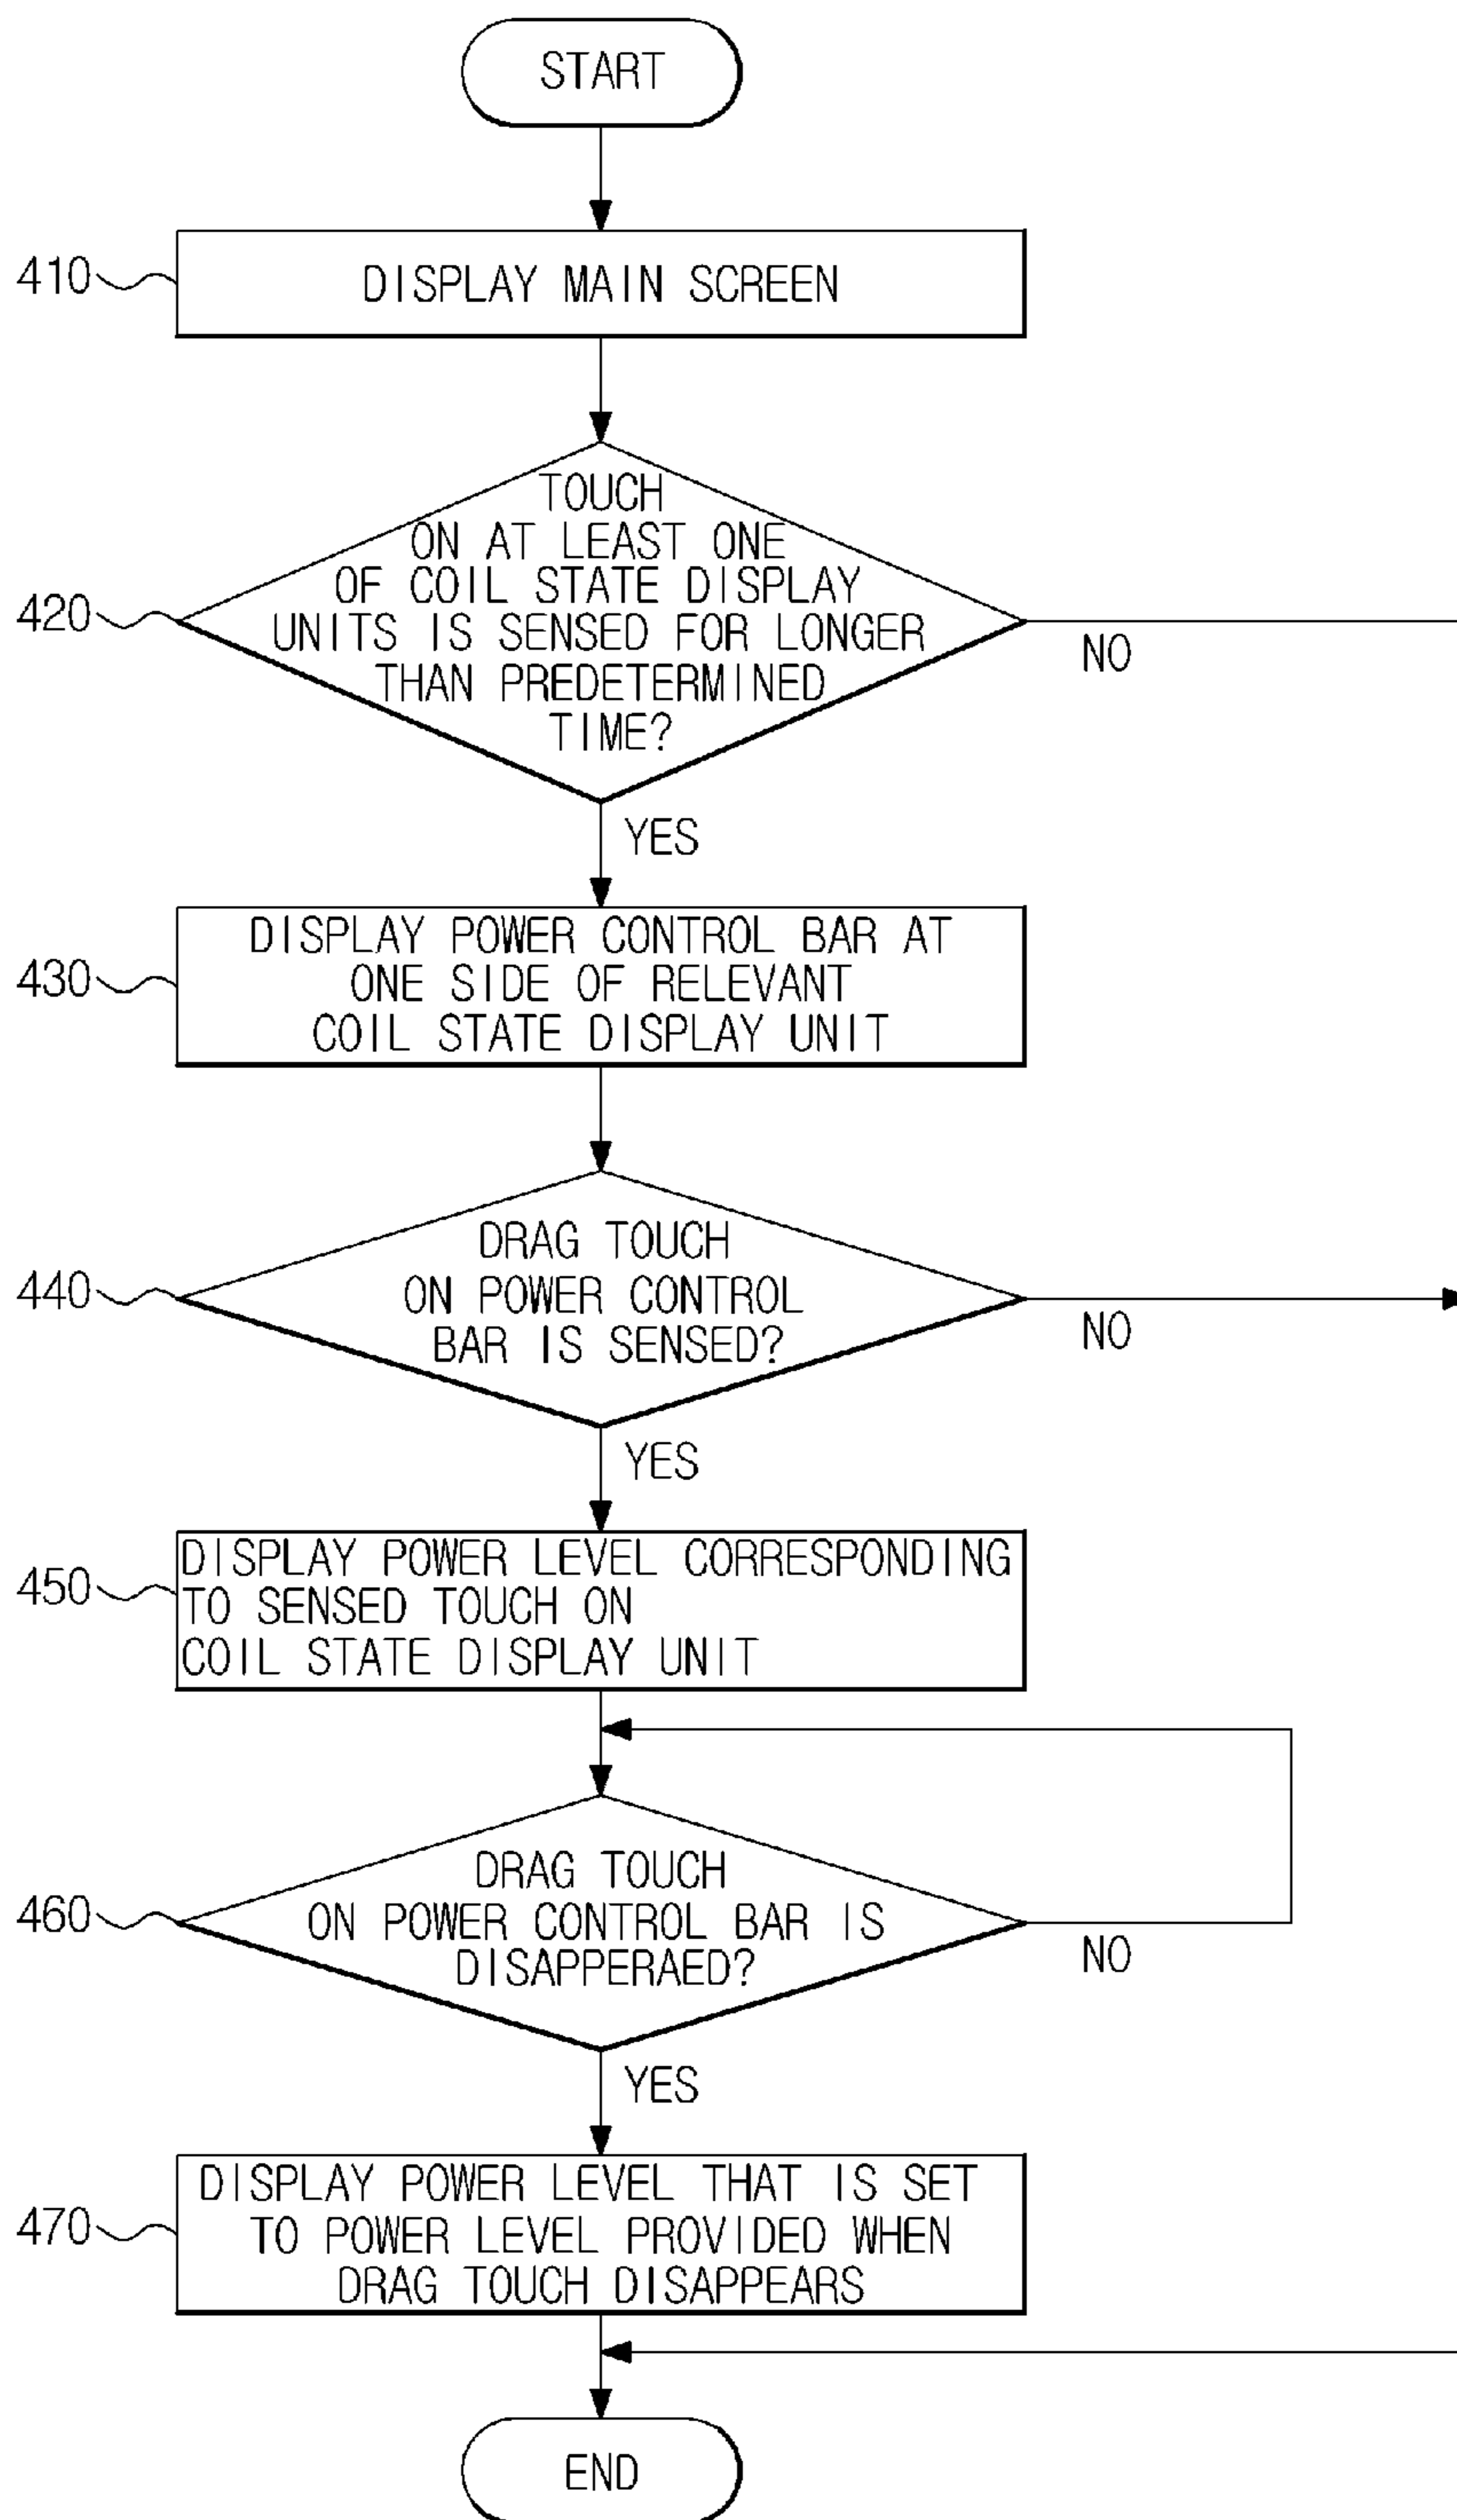 START
410
DISPLAY MAIN SCREEN
TOUCH
ON AT LEAST ONE
OF COIL STATE DISPLAY
420
UNITS IS SENSED FOR LONGER
THAN PREDETERMINED
TIME?
NO
YES
DISPLAY POWER CONTROL BAR AT
430
ONE SIDE OF RELEVANT
COIL STATE DISPLAY UNIT
DRAG TOUCH
440
ON POWER CONTROL
BAR IS SENSED?
NO
YES
DISPLAY POWER LEVEL CORRESPONDING
450
TO SENSED TOUCH ON
COIL STATE DISPLAY UNIT
DRAG TOUCH
460
ON POWER CONTROL BAR IS
DISAPPERAED?
NO
YES
DISPLAY POWER LEVEL THAT IS SET
470
TO POWER LEVEL PROVIDED WHEN
DRAG TOUCH DISAPPEARS
END